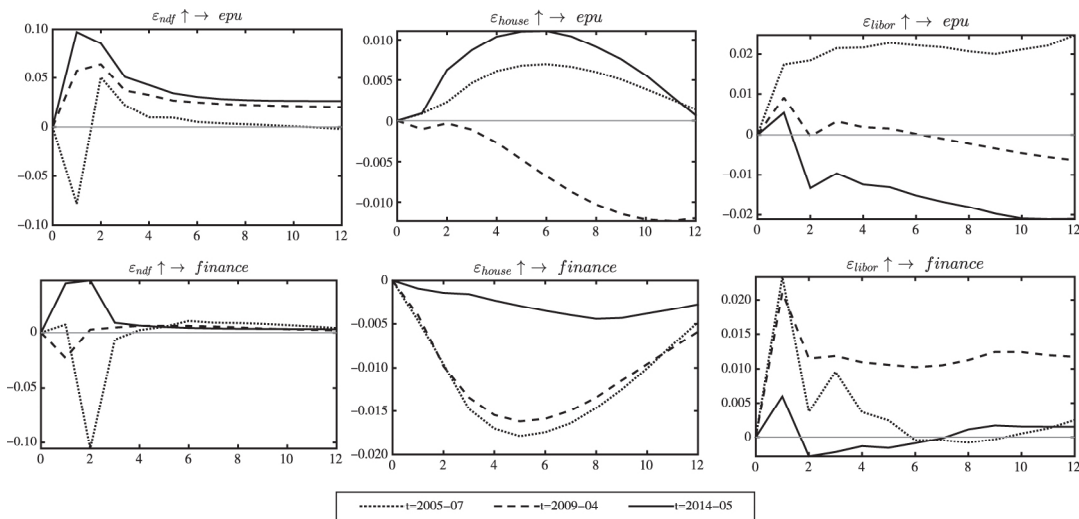 ε_ndf ↑ → epu
0.10
0.05
0
−0.05
−0.10
0 2 4 6 8 10 12
ε_house ↑ → epu
0.010
0.005
0
−0.005
−0.010
0 2 4 6 8 10 12
ε_libor ↑ → epu
0.02
0.01
0
−0.01
−0.02
0 2 4 6 8 10 12
ε_ndf ↑ → finance
0
−0.05
−0.10
0 2 4 6 8 10 12
ε_house ↑ → finance
0
−0.005
−0.010
−0.015
−0.020
0 2 4 6 8 10 12
ε_libor ↑ → finance
0.020
0.015
0.010
0.005
0
0 2 4 6 8 10 12
t=2005–07 t=2009–04 t=2014–05